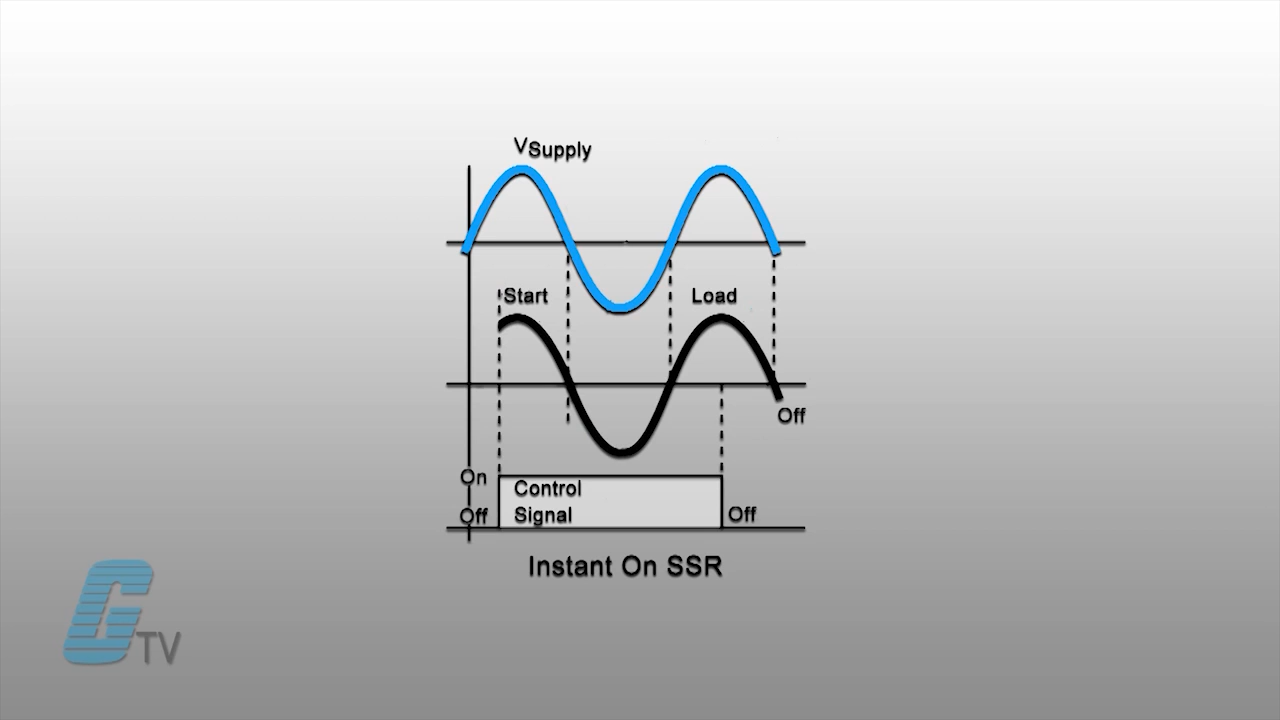 VSupply
Start
Load
Off
On
Control
Off
Signal
Off
Instant On SSR
G TV